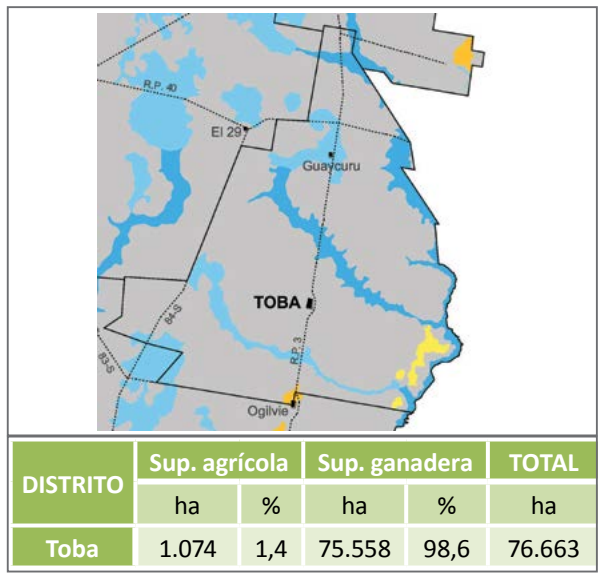 R.P. 40
El 29
Guaycuru
TOBA
84-S
R.P. 3
83-S
Ogilvie
DISTRITO Sup. agrícola Sup. ganadera TOTAL
ha % ha % ha
Toba 1.074 1,4 75.558 98,6 76.663